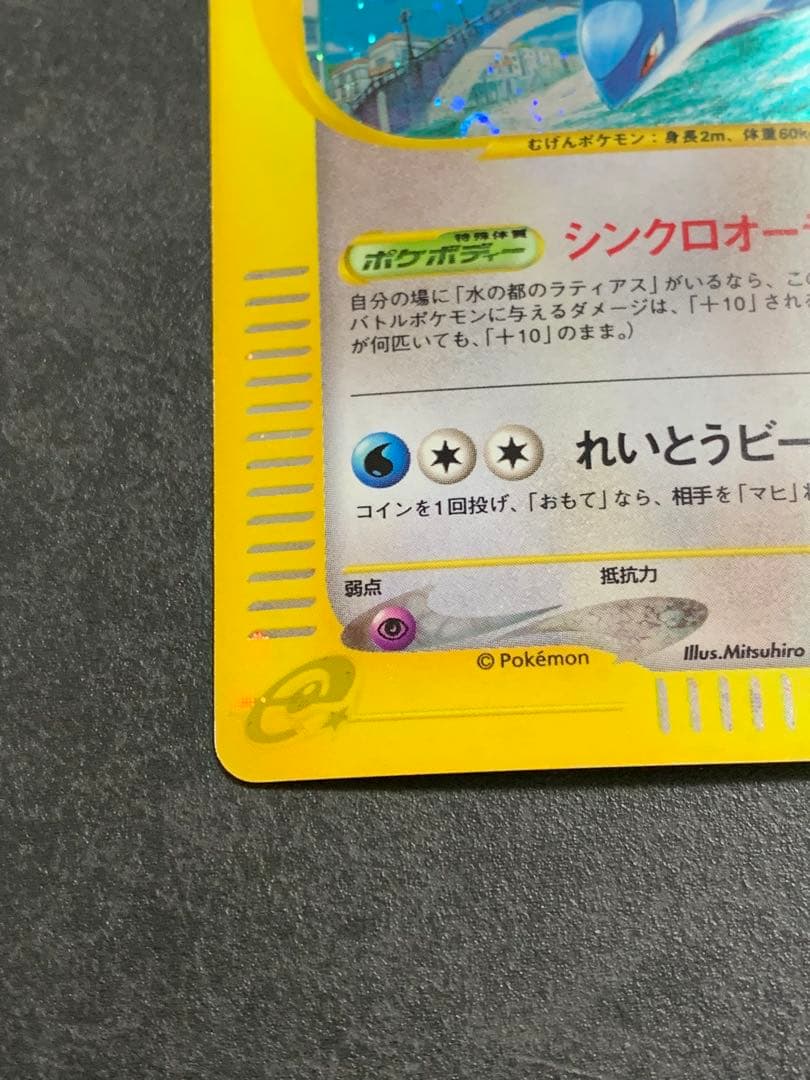 むげんポケモン：身長2m、体重60k
特殊体質
ポケボディー
シンクロオー
自分の場に「水の都のラティアス」がいるなら、こ
バトルポケモンに与えるダメージは、「＋10」され
が何匹いても、「＋10」のまま。）
れいとうビー
コインを1回投げ、「おもて」なら、相手を「マヒ」
弱点
抵抗力
© Pokémon
Illus.Mitsuhiro
e